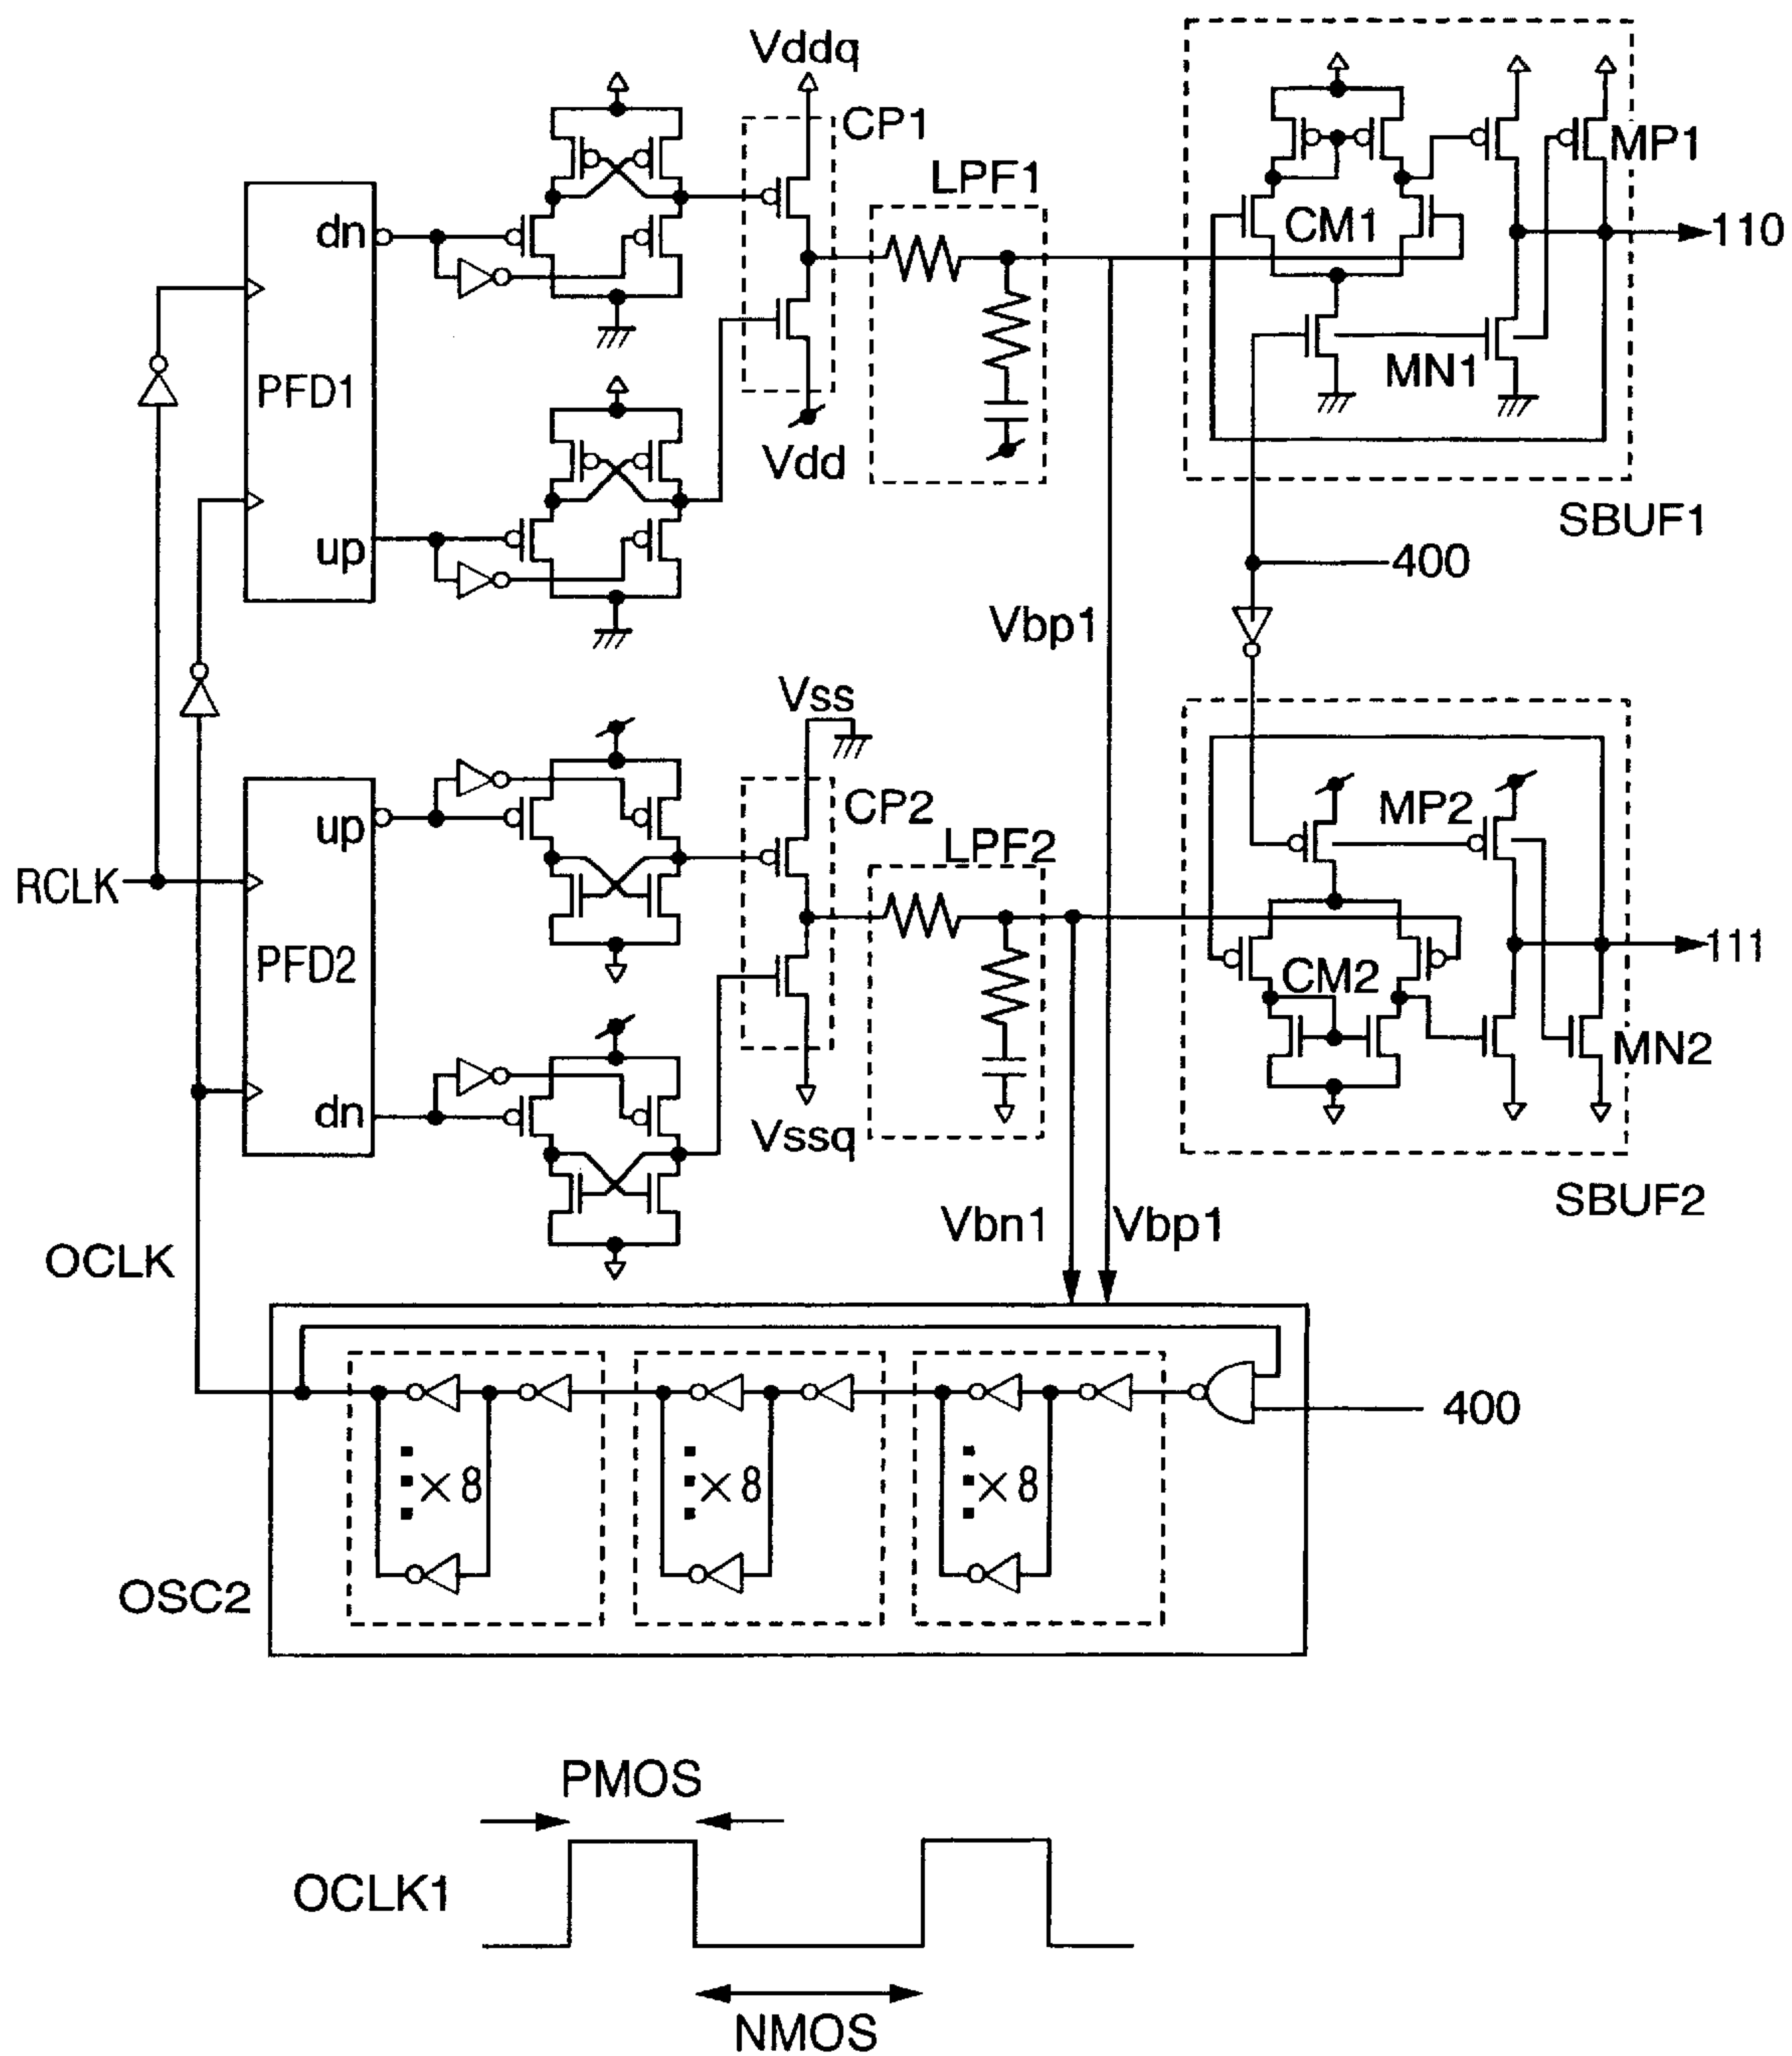 Vddq
CP1
LPF1
MP1
dn
CM1
110
PFD1
MN1
Vdd
up
SBUF1
400
Vbp1
Vss
CP2
MP2
up
LPF2
RCLK
PFD2
CM2
111
MN2
dn
Vssq
SBUF2
Vbn1
Vbp1
OCLK
400
×8
×8
×8
OSC2
PMOS
OCLK1
NMOS